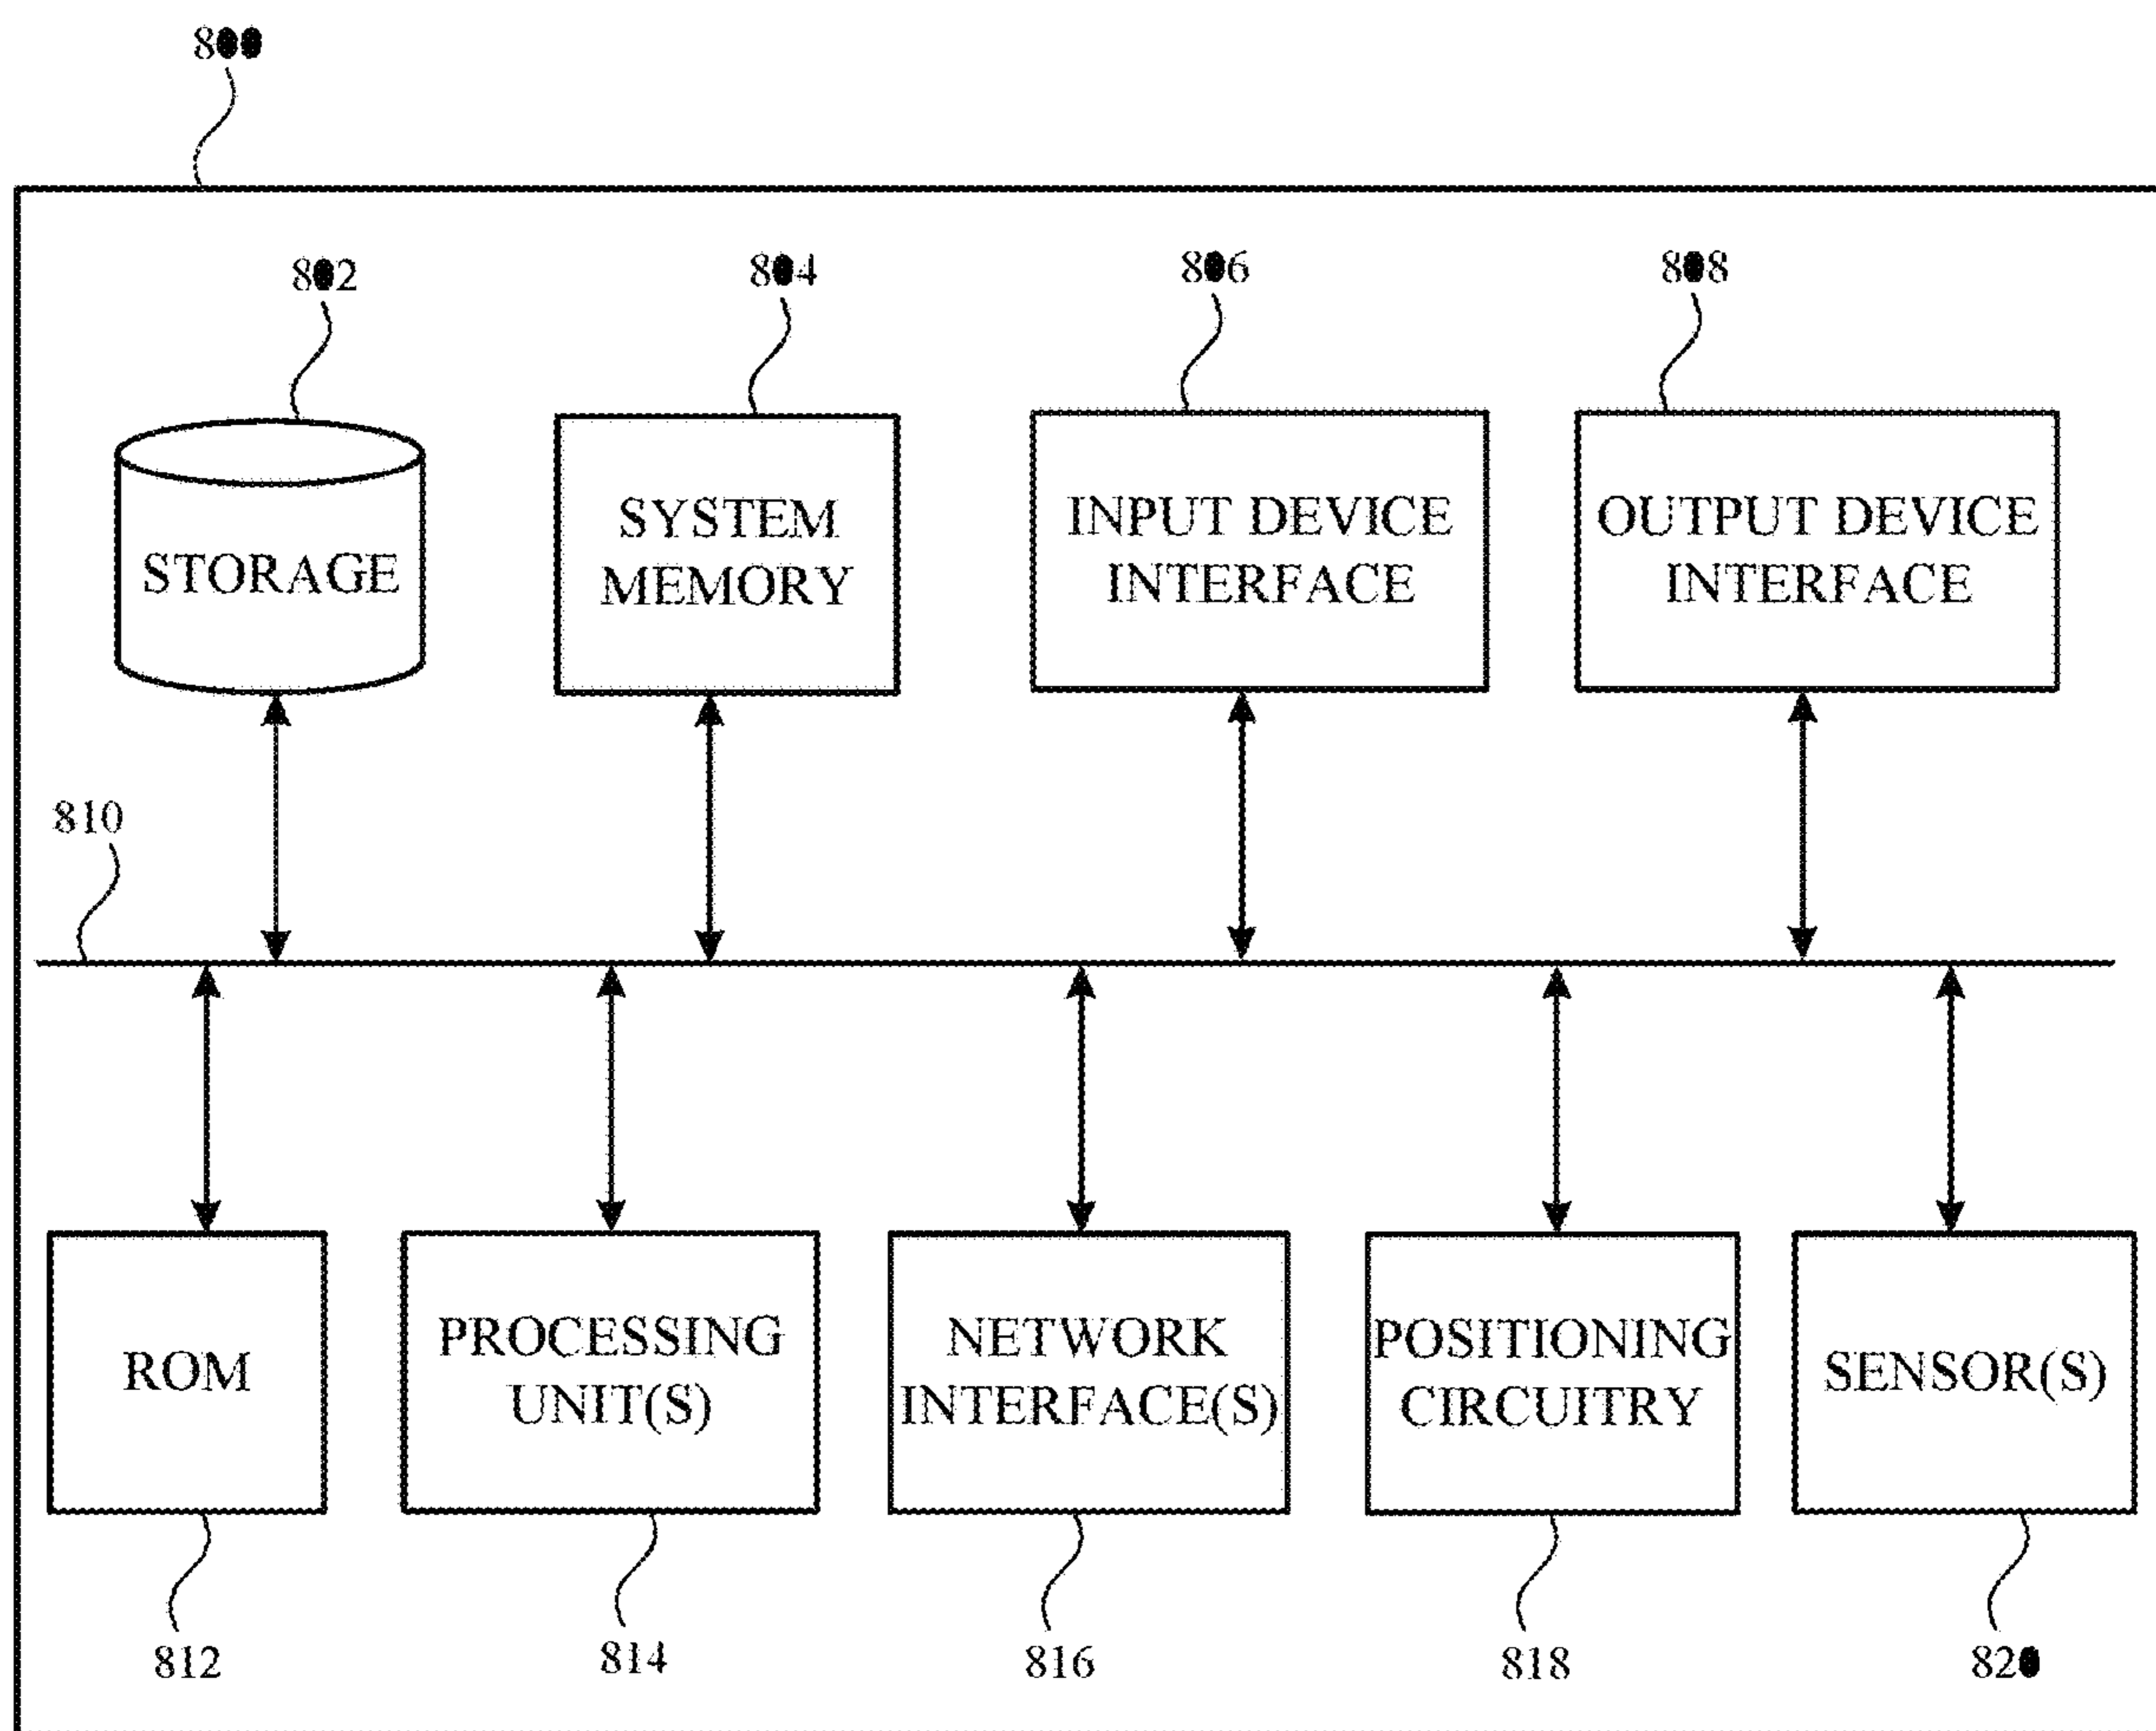 800
802
804
806
808
STORAGE
SYSTEM
MEMORY
INPUT DEVICE
INTERFACE
OUTPUT DEVICE
INTERFACE
810
ROM
PROCESSING
UNIT(S)
NETWORK
INTERFACE(S)
POSITIONING
CIRCUITRY
SENSOR(S)
812
814
816
818
820